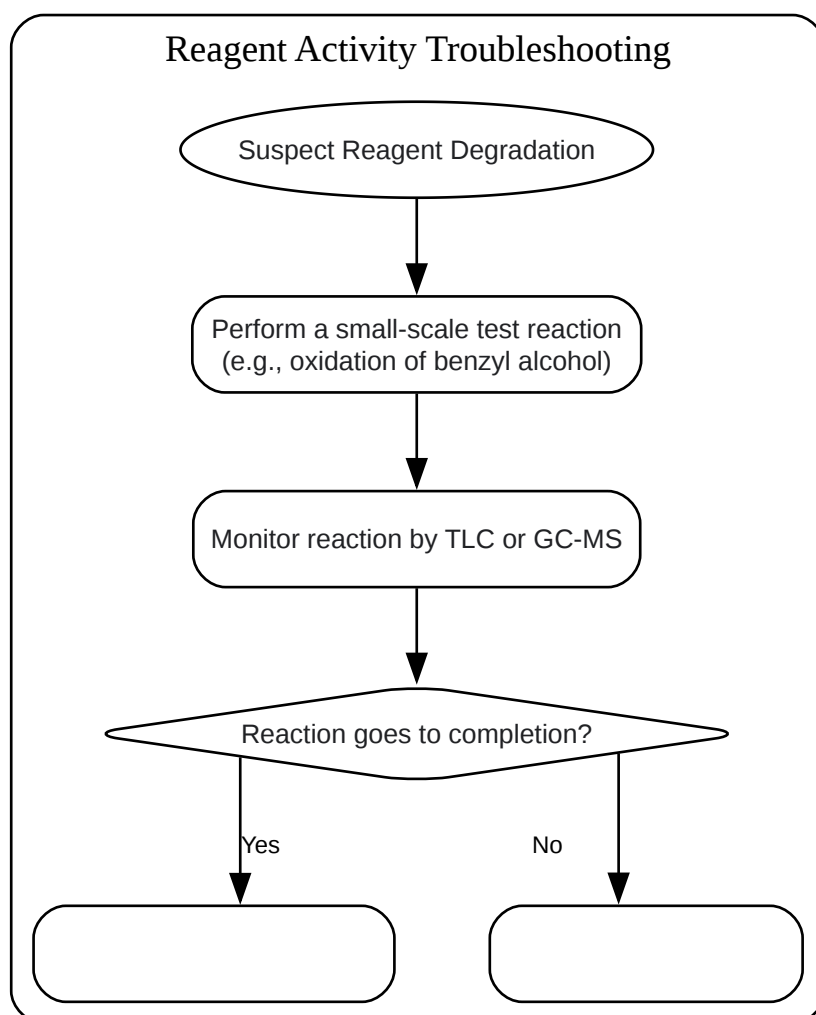 Reagent Activity Troubleshooting
Suspect Reagent Degradation
Perform a small-scale test reaction
(e.g., oxidation of benzyl alcohol)
Monitor reaction by TLC or GC-MS
Reaction goes to completion?
Yes
No